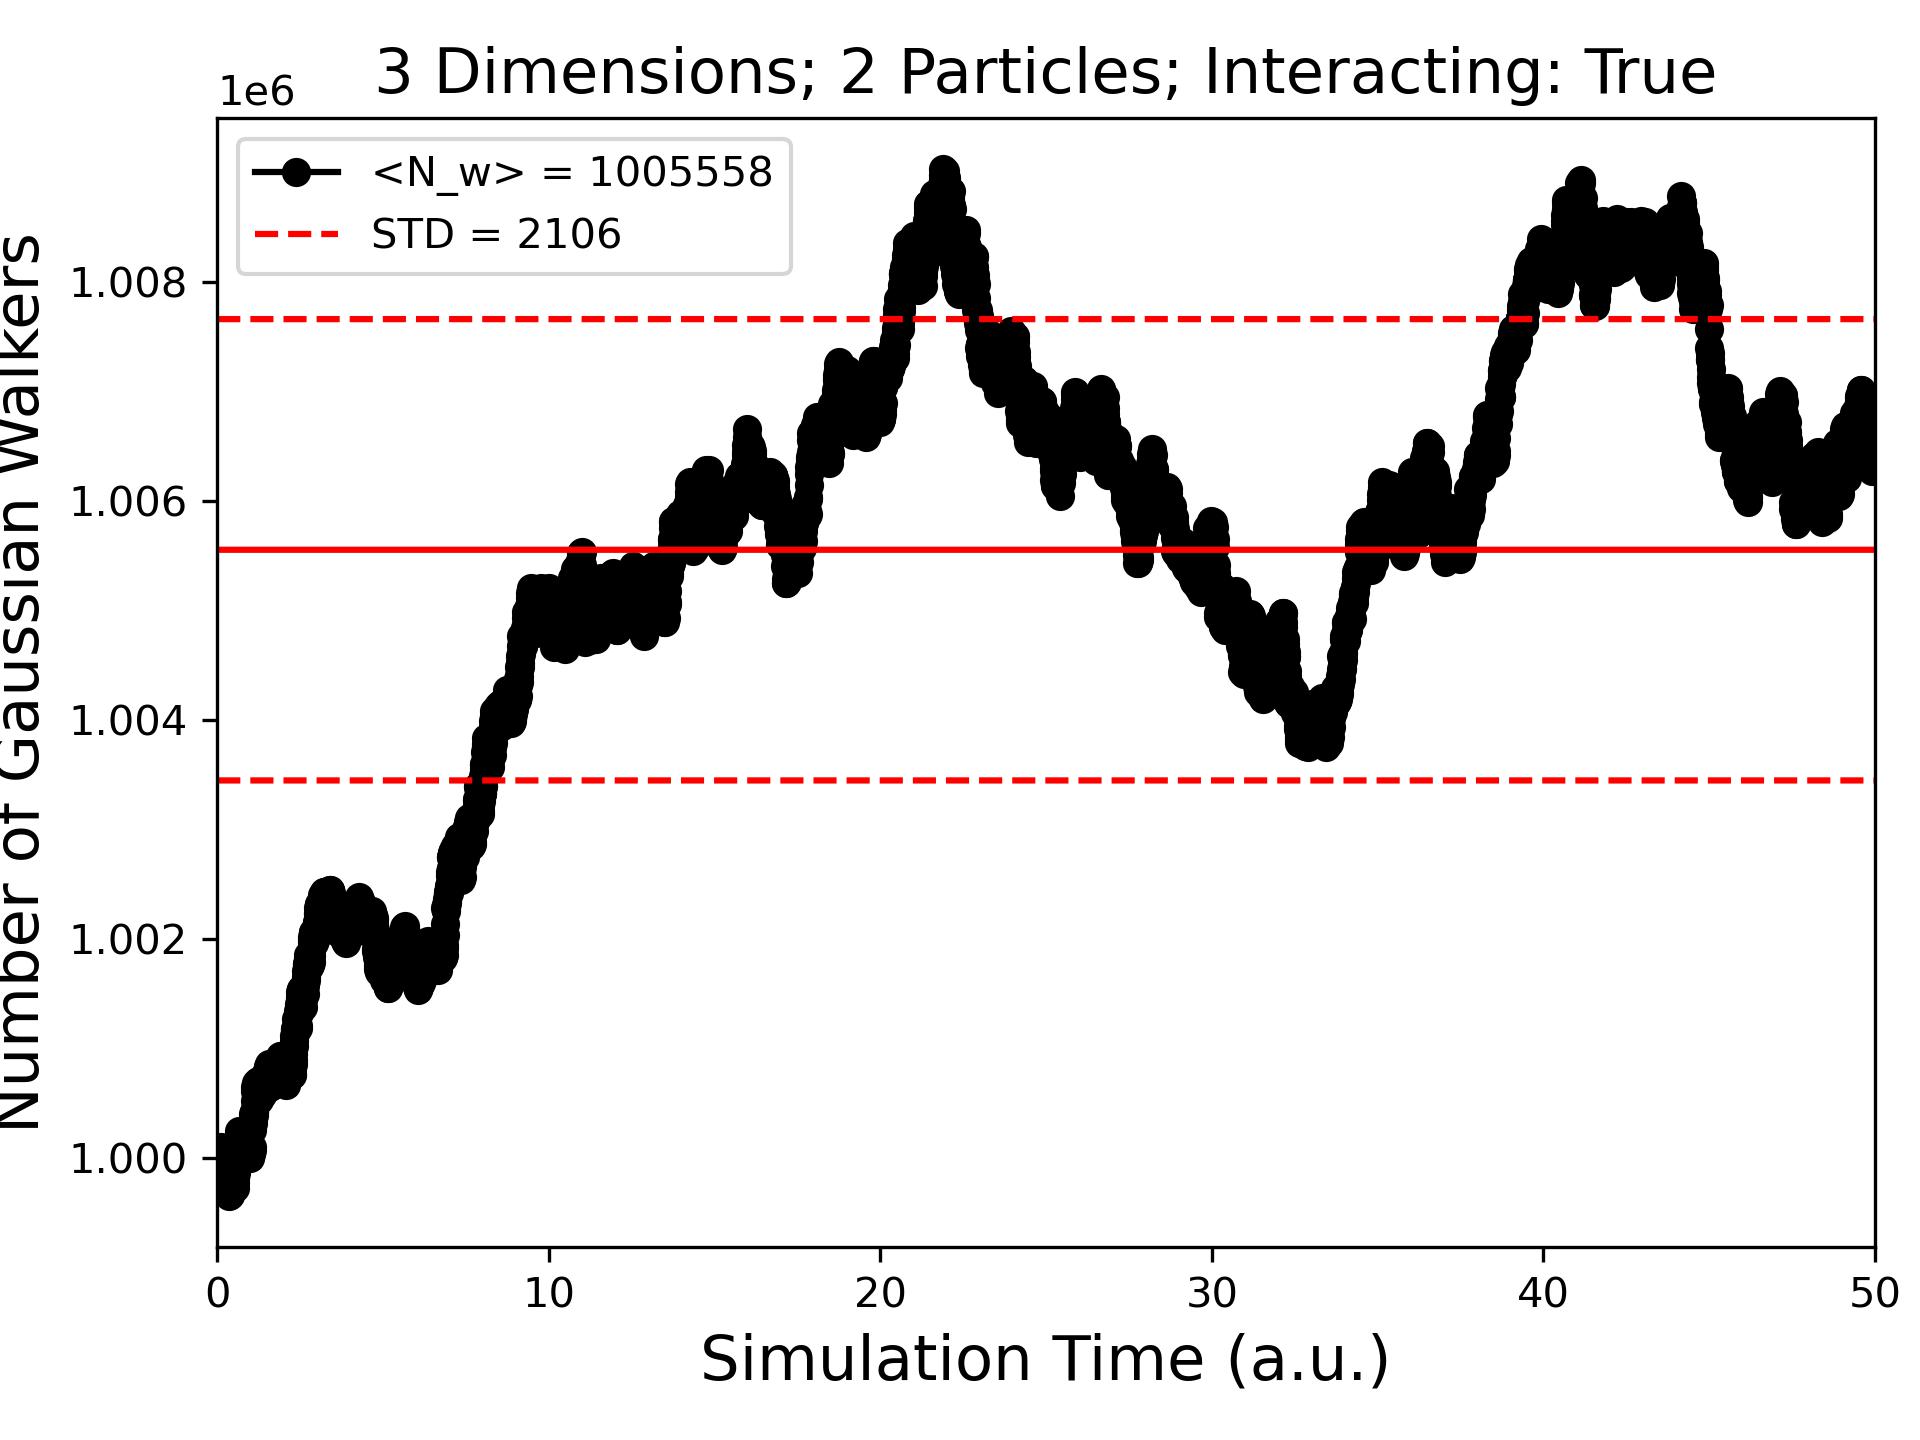 3 Dimensions; 2 Particles; Interacting: True
1e6
<N_w> = 1005558
STD = 2106
Number of Gaussian Walkers
1.008
1.006
1.004
1.002
1.000
0 10 20 30 40 50
Simulation Time (a.u.)